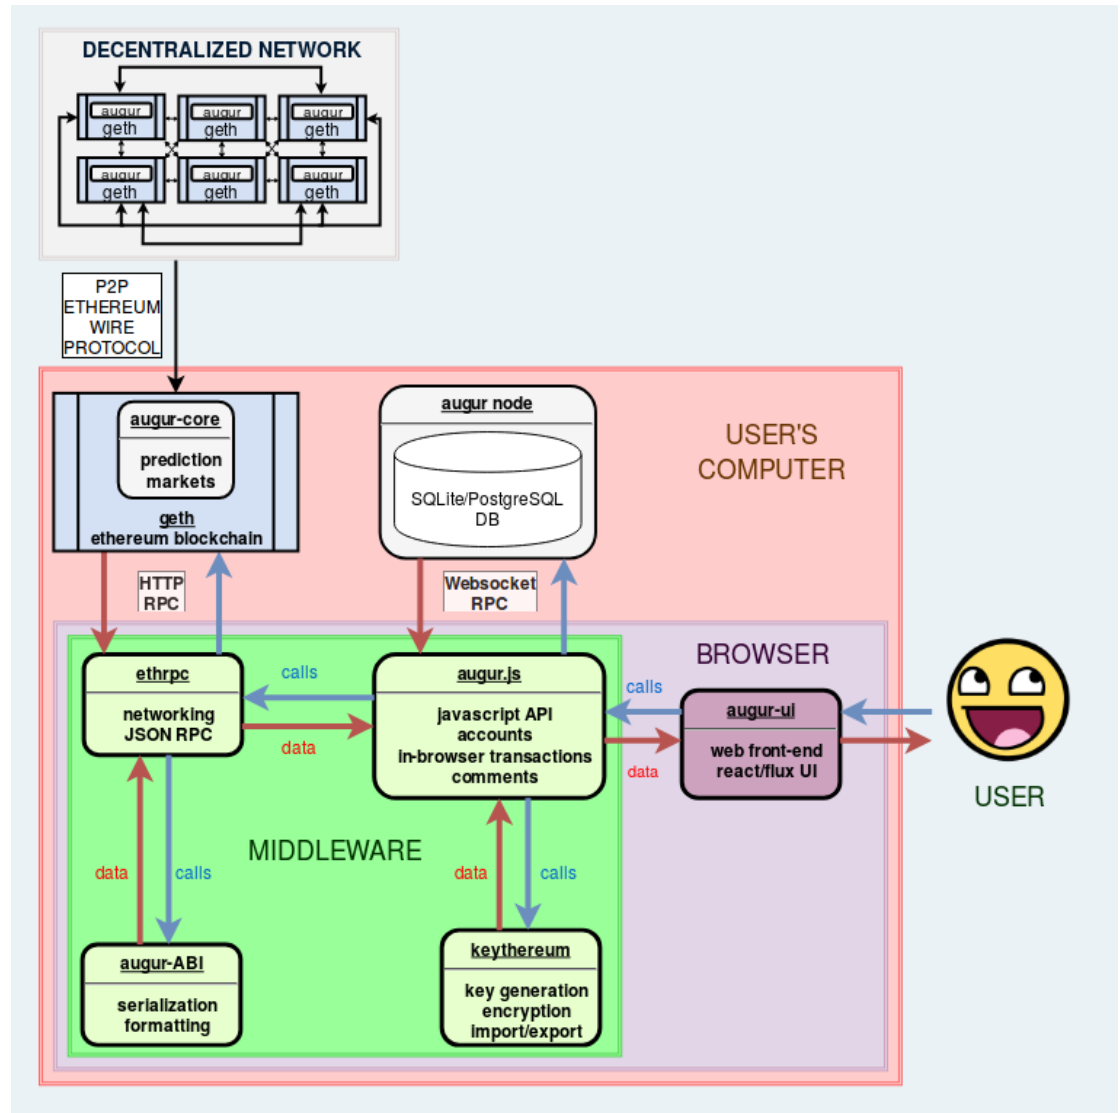 DECENTRALIZED NETWORK
augur
geth
augur
geth
augur
geth
augur
geth
augur
geth
augur
geth
P2P
ETHEREUM
WIRE
PROTOCOL
augur-core
prediction
markets
geth
ethereum blockchain
augur node
SQLite/PostgreSQL
DB
USER'S
COMPUTER
HTTP
RPC
Websocket
RPC
BROWSER
ethrpc
networking
JSON RPC
calls
data
augur.js
javascript API
accounts
in-browser transactions
comments
calls
data
augur-ui
web front-end
react/flux UI
USER
MIDDLEWARE
data
calls
data
calls
augur-ABI
serialization
formatting
keythereum
key generation
encryption
import/export